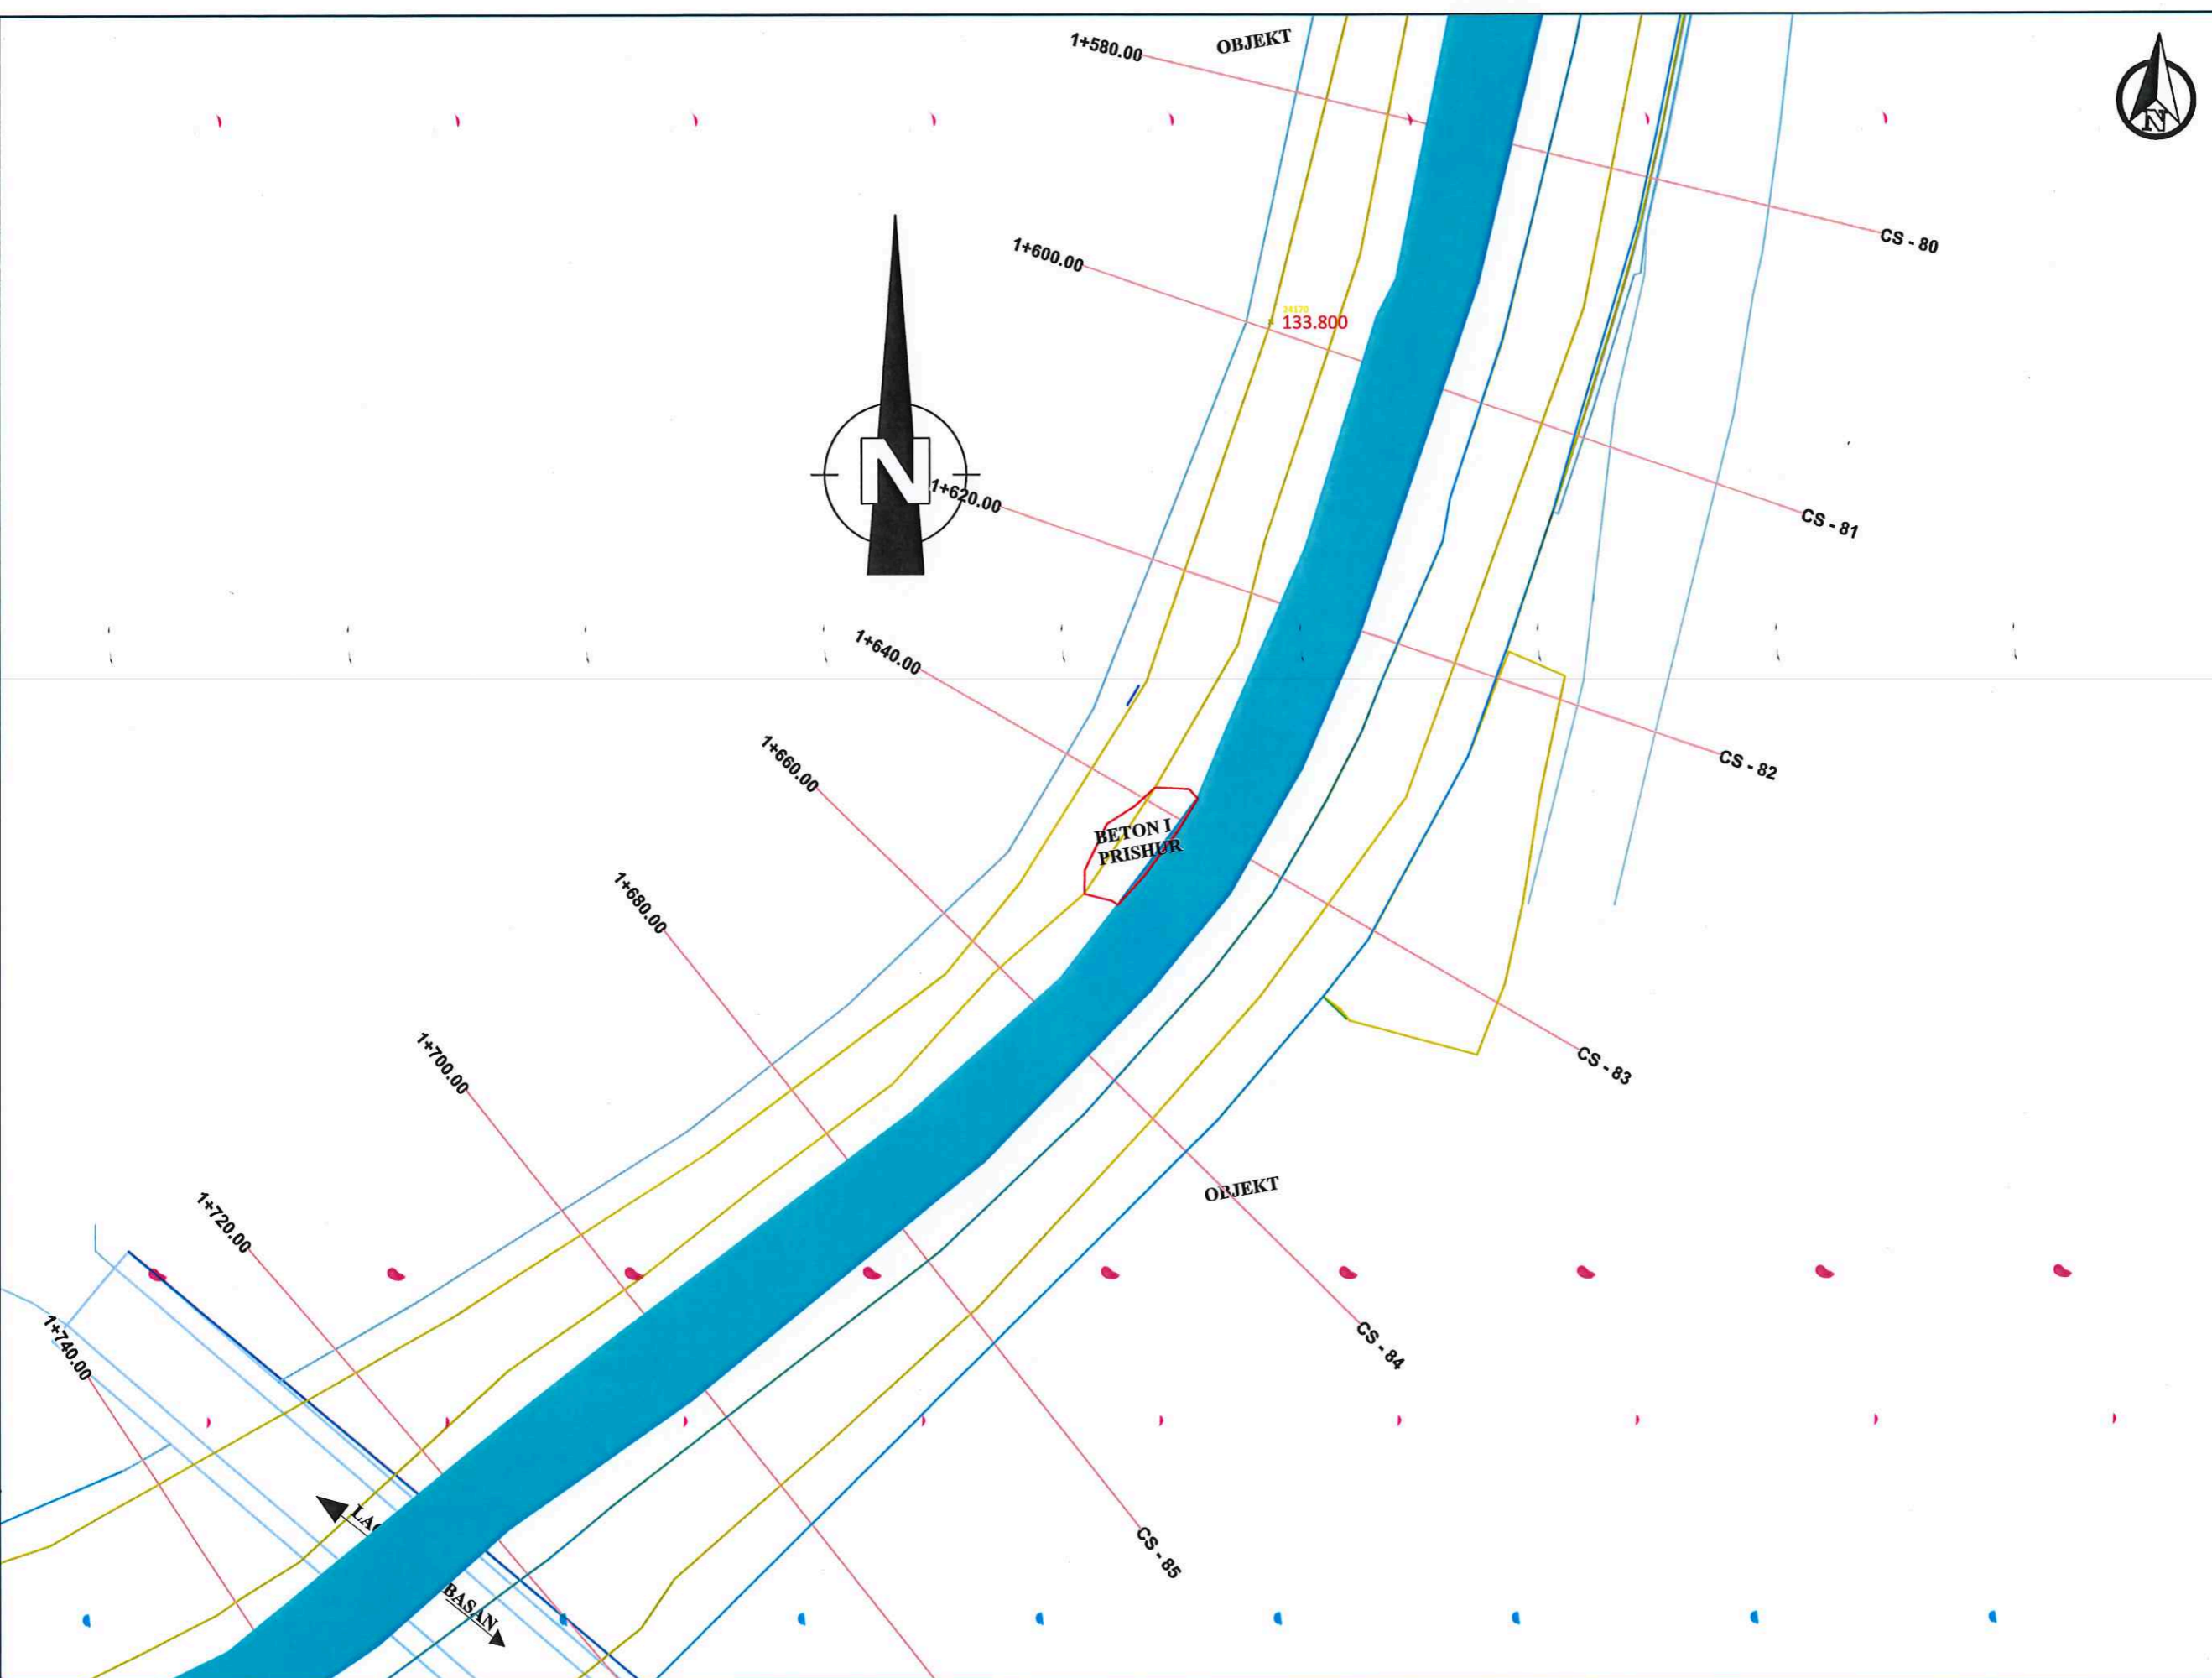 1+580.00
OBJEKT
N
CS - 80
1+600.00
24170
133.800
N
1+620.00
CS - 81
1+640.00
CS - 82
1+660.00
BETON I
PRISHUR
1+680.00
CS - 83
1+700.00
OBJEKT
1+720.00
1+740.00
CS - 84
CS - 85
BASAN